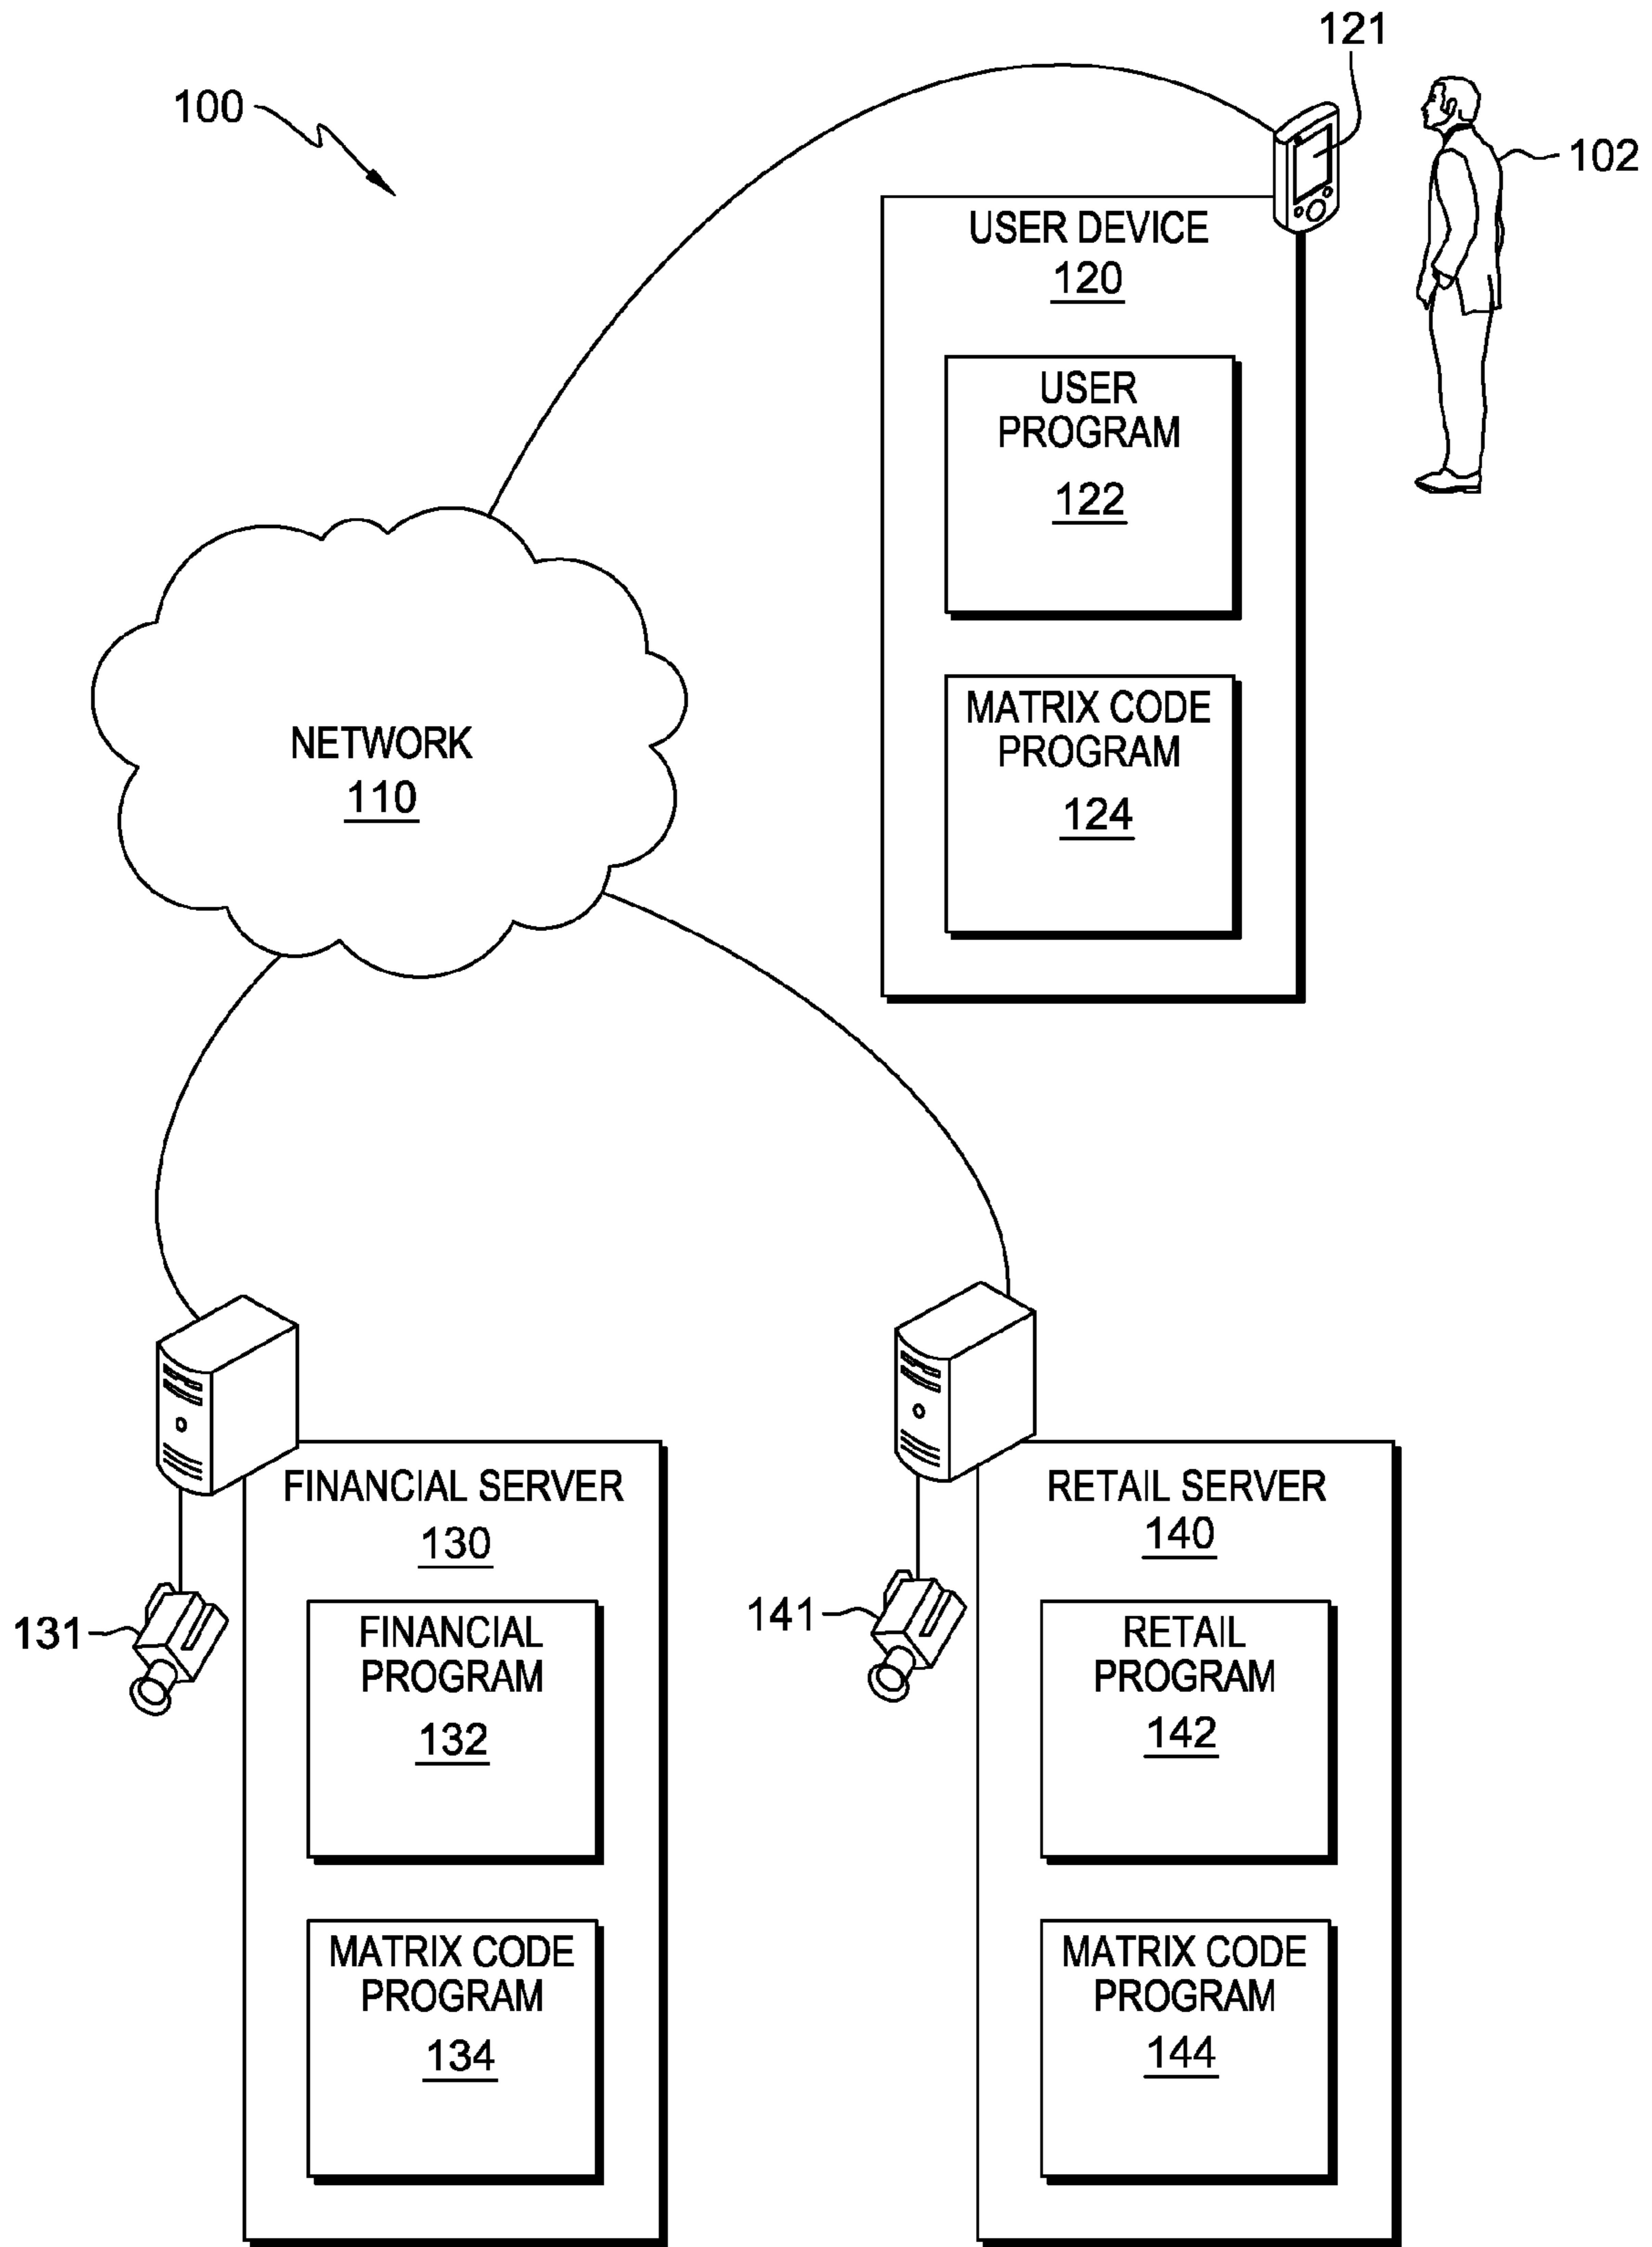 121
100
102
USER DEVICE
120
USER
PROGRAM
122
MATRIX CODE
PROGRAM
124
NETWORK
110
FINANCIAL SERVER
130
131
FINANCIAL
PROGRAM
132
MATRIX CODE
PROGRAM
134
RETAIL SERVER
140
141
RETAIL
PROGRAM
142
MATRIX CODE
PROGRAM
144